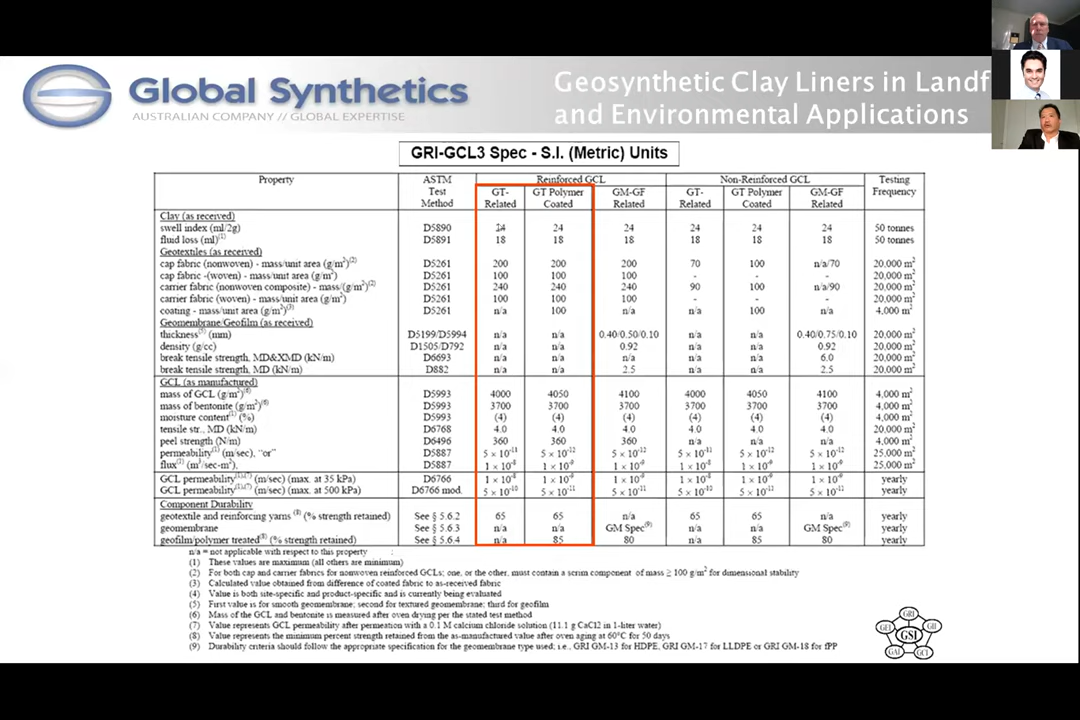 Global Synthetics
AUSTRALIAN COMPANY // GLOBAL EXPERTISE
Geosynthetic Clay Liners in Landf
and Environmental Applications
GRI-GCL3 Spec - S.I. (Metric) Units
Property ASTM Test Method Reinforced GCL Non-Reinforced GCL Testing Frequency
GT-Related GT Polymer Coated GM-GF Related GT-Related GT Polymer Coated GM-GF Related
Clay (as received)
swell index (ml/2g) D5890 24 24 24 24 24 24 50 tonnes
fluid loss (ml)(1) D5891 18 18 18 18 18 18 50 tonnes
Geotextiles (as received)
cap fabric (nonwoven) - mass/unit area (g/m2)(2) D5261 200 200 200 70 100 n/a/70 20,000 m2
cap fabric -(woven) - mass/unit area (g/m2) D5261 100 100 100 - - - 20,000 m2
carrier fabric (nonwoven composite) - mass/(g/m2)(2) D5261 240 240 240 90 100 n/a/90 20,000 m2
carrier fabric (woven) - mass/unit area (g/m2) D5261 100 100 100 - - - 20,000 m2
coating - mass/unit area (g/m2)(3) D5261 n/a 100 n/a n/a 100 n/a 4,000 m2
Geomembrane/Geofilm (as received)
thickness(5) (mm) D5199/D5994 n/a n/a 0.40/0.50/0.10 n/a n/a 0.40/0.75/0.10 20,000 m2
density (g/cc) D1505/D792 n/a n/a 0.92 n/a n/a 0.92 20,000 m2
break tensile strength, MD&XMD (kN/m) D6693 n/a n/a n/a n/a n/a 6.0 20,000 m2
break tensile strength, MD (kN/m) D882 n/a n/a 2.5 n/a n/a 2.5 20,000 m2
GCL (as manufactured)
mass of GCL (g/m2)(6) D5993 4000 4050 4100 4000 4050 4100 4,000 m2
mass of bentonite (g/m2)(6) D5993 3700 3700 3700 3700 3700 3700 4,000 m2
moisture content(1) (%) D5993 (4) (4) (4) (4) (4) (4) 4,000 m2
tensile str., MD (kN/m) D6768 4.0 4.0 4.0 4.0 4.0 4.0 20,000 m2
peel strength (N/m) D6496 360 360 360 n/a n/a n/a 4,000 m2
permeability(1) (m/sec), "or" D5887 5 × 10-11 5 × 10-12 5 × 10-12 5 × 10-11 5 × 10-12 5 × 10-12 25,000 m2
flux(1) (m3/sec-m2), D5887 1 × 10-8 1 × 10-9 1 × 10-9 1 × 10-8 1 × 10-9 1 × 10-9 25,000 m2
GCL permeability(1),(7) (m/sec) (max. at 35 kPa) D6766 1 × 10-8 1 × 10-9 1 × 10-8 1 × 10-9 yearly
GCL permeability(1),(7) (m/sec) (max. at 500 kPa) D6766 mod. 5 × 10-10 5 × 10-11 5 × 10-11 5 × 10-10 5 × 10-11 5 × 10-11 yearly
Component Durability
geotextile and reinforcing yarns (8) (% strength retained) See § 5.6.2 65 65 n/a 65 65 n/a yearly
geomembrane See § 5.6.3 n/a n/a GM Spec(9) n/a n/a GM Spec(9) yearly
geofilm/polymer treated(8) (% strength retained) See § 5.6.4 n/a 85 80 n/a 85 80 yearly
n/a = not applicable with respect to this property
(1) These values are maximum (all others are minimum)
(2) For both cap and carrier fabrics for nonwoven reinforced GCLs; one, or the other, must contain a scrim component of mass ≥ 100 g/m2 for dimensional stability
(3) Calculated value obtained from difference of coated fabric to as-received fabric
(4) Value is both site-specific and product-specific and is currently being evaluated
(5) First value is for smooth geomembrane; second for textured geomembrane; third for geofilm
(6) Mass of the GCL and bentonite is measured after oven drying per the stated test method
(7) Value represents GCL permeability after permeation with a 0.1 M calcium chloride solution (11.1 g CaCl2 in 1-liter water)
(8) Value represents the minimum percent strength retained from the as-manufactured value after oven aging at 60°C for 50 days
(9) Durability criteria should follow the appropriate specification for the geomembrane type used; i.e., GRI GM-13 for HDPE, GRI GM-17 for LLDPE or GRI GM-18 for fPP
GRI
GSI
GAI
GCI